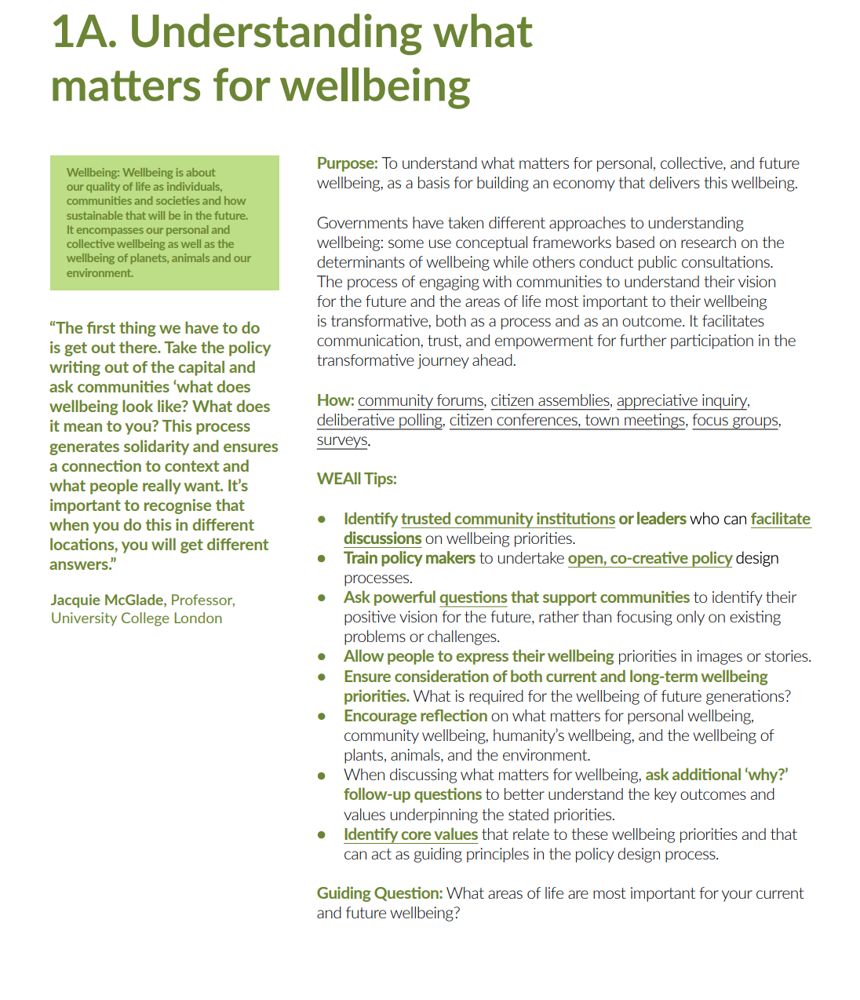 1A. Understanding what
matters for wellbeing
Wellbeing: Wellbeing is about
our quality of life as individuals,
communities and societies and how
sustainable that will be in the future.
It encompasses our personal and
collective wellbeing as well as the
wellbeing of planets, animals and our
environment.
“The first thing we have to do
is get out there. Take the policy
writing out of the capital and
ask communities ‘what does
wellbeing look like? What does
it mean to you? This process
generates solidarity and ensures
a connection to context and
what people really want. It’s
important to recognise that
when you do this in different
locations, you will get different
answers.”
Jacquie McGlade, Professor,
University College London
Purpose: To understand what matters for personal, collective, and future
wellbeing, as a basis for building an economy that delivers this wellbeing.
Governments have taken different approaches to understanding
wellbeing: some use conceptual frameworks based on research on the
determinants of wellbeing while others conduct public consultations.
The process of engaging with communities to understand their vision
for the future and the areas of life most important to their wellbeing
is transformative, both as a process and as an outcome. It facilitates
communication, trust, and empowerment for further participation in the
transformative journey ahead.
How: community forums, citizen assemblies, appreciative inquiry,
deliberative polling, citizen conferences, town meetings, focus groups,
surveys.
WEAll Tips:
● Identify trusted community institutions or leaders who can facilitate
discussions on wellbeing priorities.
● Train policy makers to undertake open, co-creative policy design
processes.
● Ask powerful questions that support communities to identify their
positive vision for the future, rather than focusing only on existing
problems or challenges.
● Allow people to express their wellbeing priorities in images or stories.
● Ensure consideration of both current and long-term wellbeing
priorities. What is required for the wellbeing of future generations?
● Encourage reflection on what matters for personal wellbeing,
community wellbeing, humanity’s wellbeing, and the wellbeing of
plants, animals, and the environment.
● When discussing what matters for wellbeing, ask additional ‘why?’
follow-up questions to better understand the key outcomes and
values underpinning the stated priorities.
● Identify core values that relate to these wellbeing priorities and that
can act as guiding principles in the policy design process.
Guiding Question: What areas of life are most important for your current
and future wellbeing?